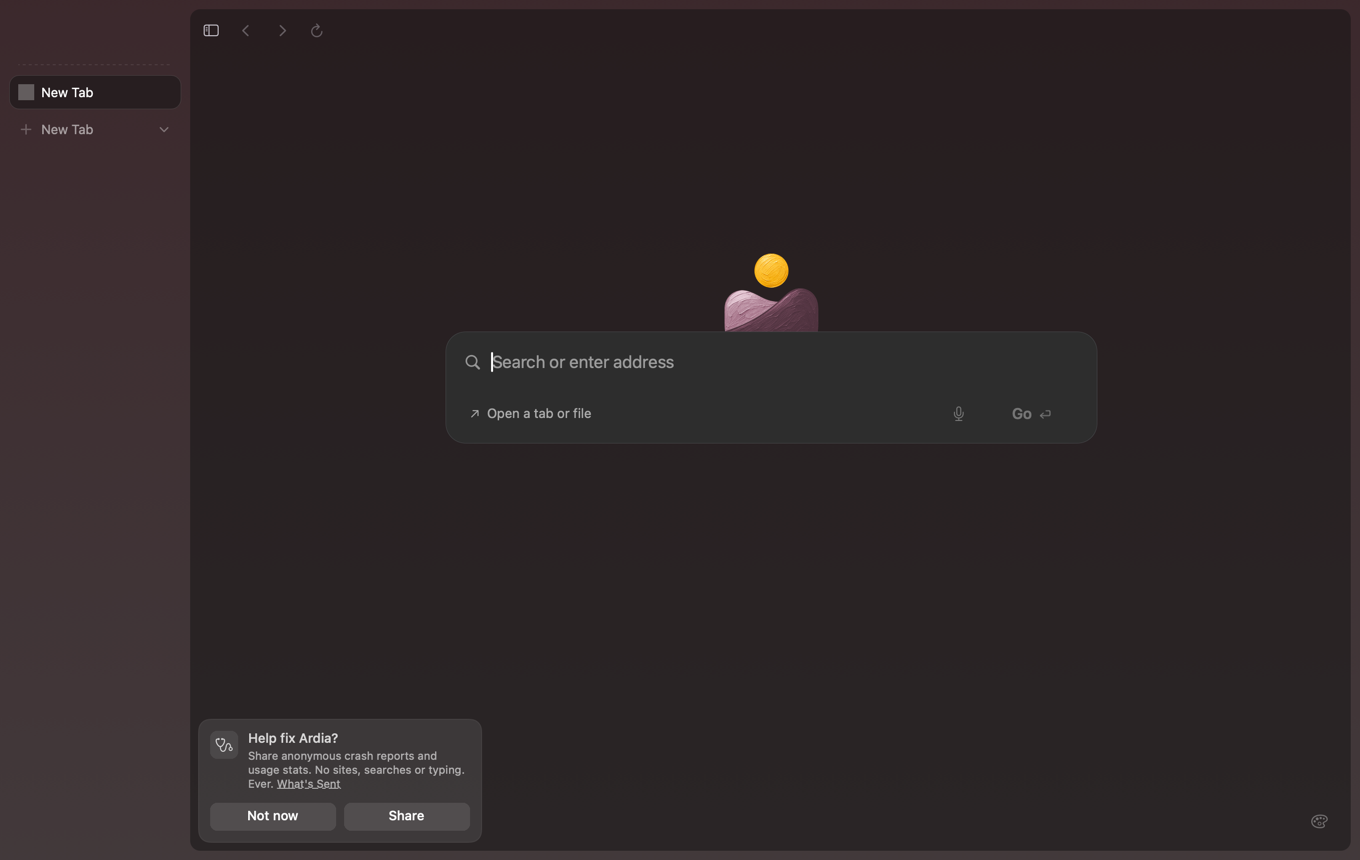 New Tab
New Tab
Search or enter address
Open a tab or file
Go
Help fix Ardia?
Share anonymous crash reports and
usage stats. No sites, searches or typing.
Ever. What's Sent
Not now
Share